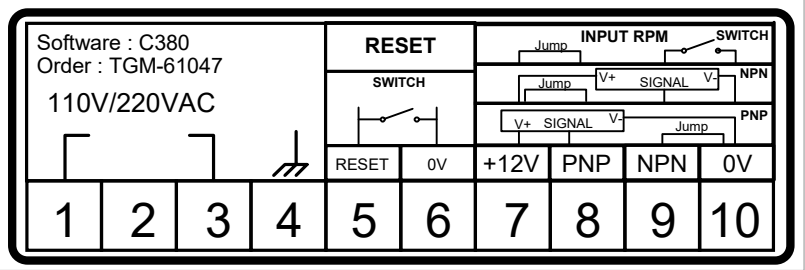 Software : C380
Order : TGM-61047
110V/220VAC
RESET
SWITCH
RESET 0V
INPUT RPM
Jump SWITCH
Jump V+ SIGNAL V- NPN
V+ SIGNAL V- Jump PNP
+12V PNP NPN 0V
1 2 3 4 5 6 7 8 9 10